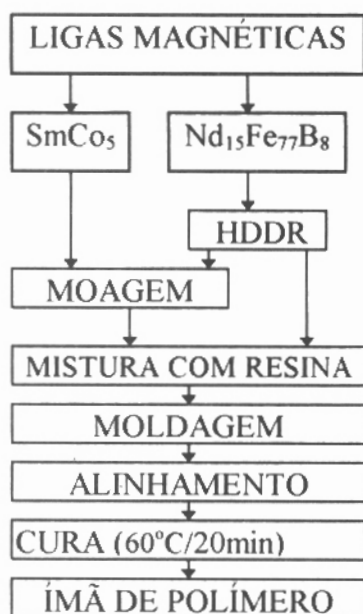 LIGAS MAGNÉTICAS
SmCo₅
Nd₁₅Fe₇₇B₈
HDDR
MOAGEM
MISTURA COM RESINA
MOLDAGEM
ALINHAMENTO
CURA (60ºC/20min)
ÍMÃ DE POLÍMERO